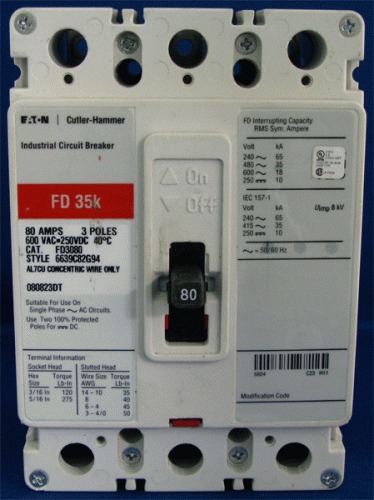 EATON | Cutler-Hammer
Industrial Circuit Breaker
FD 35k
80 AMPS 3 POLES
600 VAC=250VDC 40°C
CAT. FD3080
STYLE 6639C82G94
AL7CU CONCENTRIC WIRE ONLY
080823DT
Suitable For Use On
Single Phase ~ AC Circuits.
Use Two 100% Protected
Poles For ⎓ DC.
Terminal Information
Socket Head Slotted Head
Hex Torque Wire Size Torque
Size Lb-In AWG Lb-In
3/16 In 120 14 - 10 35
5/16 In 275 8 40
6 - 4 45
3 - 4/0 50
On
Off
80
FD Interrupting Capacity
RMS Sym. Ampere
Volt kA
240 ~ 65
480 ~ 35
600 ~ 18
250 ⎓ 10
IEC 157-1
Volt kA
240 ~ 65
415 ~ 35
250 ⎓ 10
Uimp 8 kV
~ = 50/60 Hz
5824 C23 R01
Modification Code